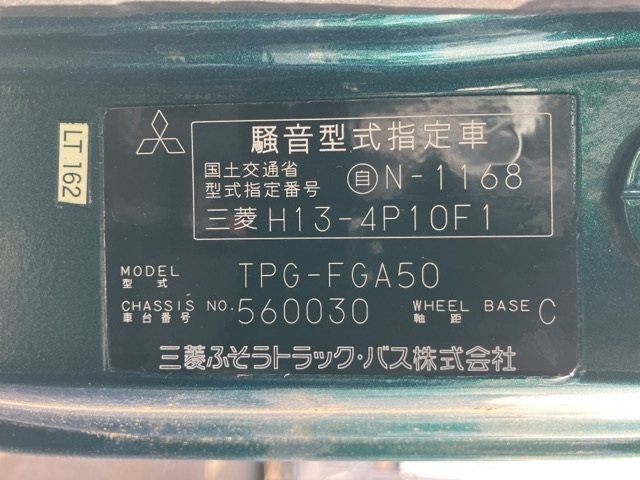 LT 162
騒音型式指定車
国土交通省
型式指定番号 自N-1168
三菱 H13-4P10F1
MODEL
型式 TPG-FGA50
CHASSIS NO. 560030 WHEEL BASE C
車台番号 軸距
三菱ふそうトラック・バス株式会社